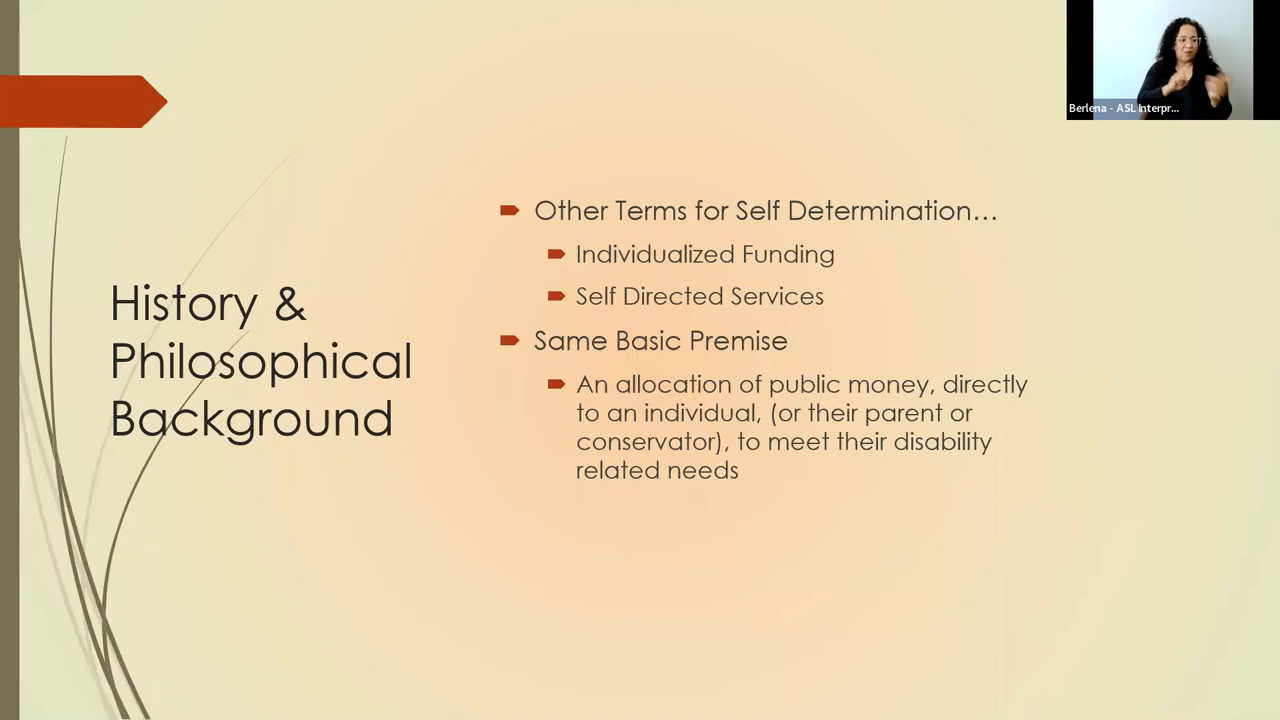 Berlena - ASL Interpr...
History &
Philosophical
Background
Other Terms for Self Determination…
Individualized Funding
Self Directed Services
Same Basic Premise
An allocation of public money, directly
to an individual, (or their parent or
conservator), to meet their disability
related needs